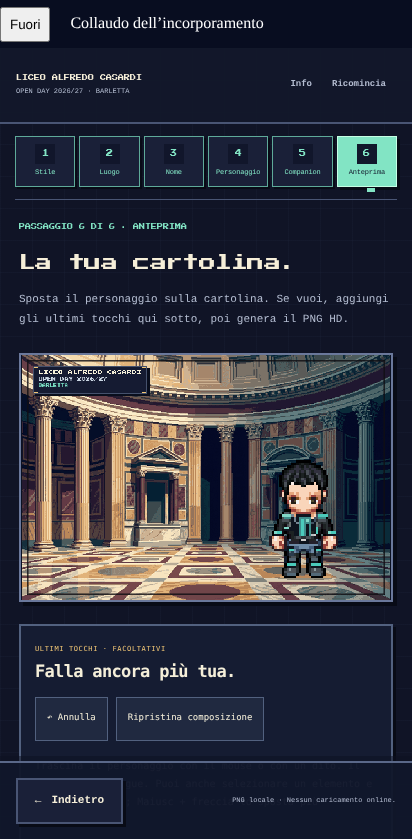 Fuori
Collaudo dell’incorporamento
LICEO ALFREDO CASARDI
OPEN DAY 2026/27 · BARLETTA
Info
Ricomincia
1
Stile
2
Luogo
3
Nome
4
Personaggio
5
Companion
6
Anteprima
PASSAGGIO 6 DI 6 · ANTEPRIMA
La tua cartolina.
Sposta il personaggio sulla cartolina. Se vuoi, aggiungi
gli ultimi tocchi qui sotto, poi genera il PNG HD.
LICEO ALFREDO CASARDI
OPEN DAY 2026/27
BARLETTA
ULTIMI TOCCHI · FACOLTATIVI
Falla ancora più tua.
↶ Annulla
Ripristina composizione
← Indietro
PNG locale · Nessun caricamento online.